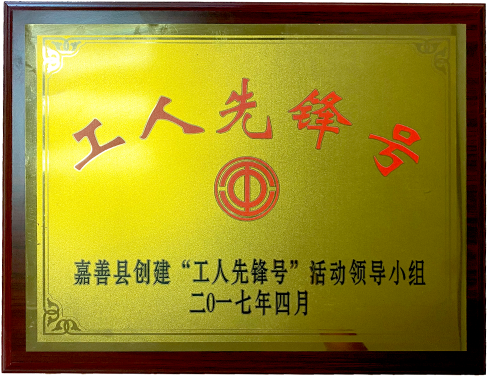 工人先锋号
嘉善县创建“工人先锋号”活动领导小组
二〇一七年四月